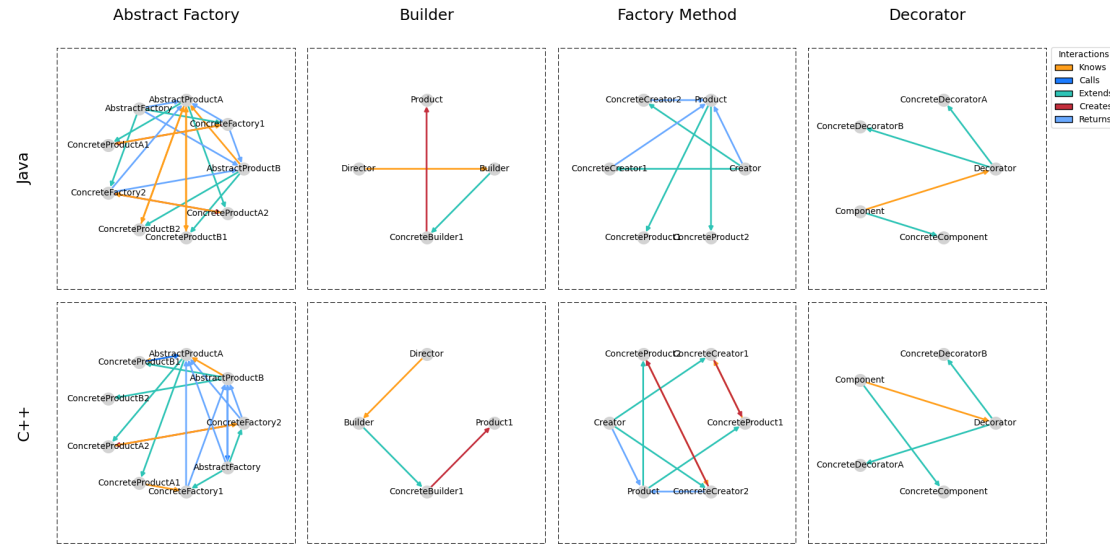 Abstract Factory
Builder
Factory Method
Decorator
Interactions
Knows
Calls
Extends
Creates
Returns
Java
AbstractProductA
AbstractFactory
ConcreteFactory1
ConcreteProductA1
AbstractProductB
ConcreteFactory2
ConcreteProductA2
ConcreteProductB2
ConcreteProductB1
Product
Director
Builder
ConcreteBuilder1
ConcreteCreator2
Product
ConcreteCreator1
Creator
ConcreteProduct1
ConcreteProduct2
ConcreteDecoratorA
ConcreteDecoratorB
Decorator
Component
ConcreteComponent
C++
AbstractProductA
ConcreteProductB1
AbstractProductB
ConcreteProductB2
ConcreteFactory2
ConcreteProductA2
AbstractFactory
ConcreteProductA1
ConcreteFactory1
Director
Builder
Product1
ConcreteBuilder1
ConcreteProduct2
ConcreteCreator1
Creator
ConcreteProduct1
Product
ConcreteCreator2
ConcreteDecoratorB
Component
Decorator
ConcreteDecoratorA
ConcreteComponent